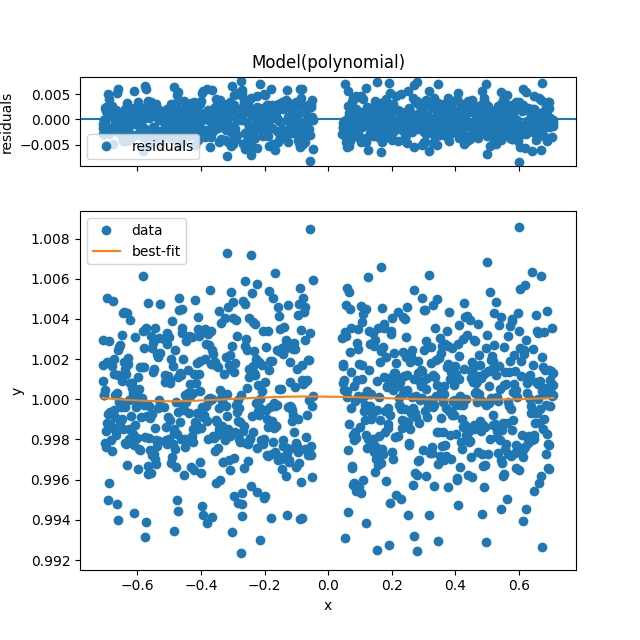 Model(polynomial)
residuals
0.005
0.000
−0.005
residuals
y
1.008
1.006
1.004
1.002
1.000
0.998
0.996
0.994
0.992
data
best-fit
−0.6 −0.4 −0.2 0.0 0.2 0.4 0.6
x